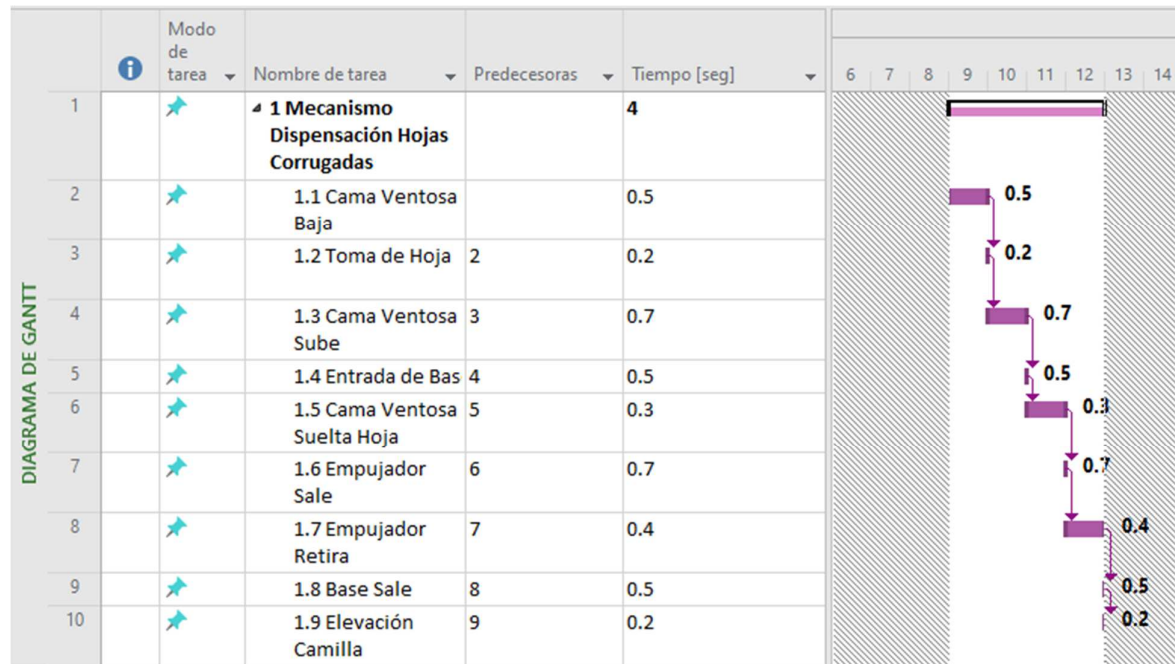 Modo
de
tarea
Nombre de tarea
Predecesoras
Tiempo [seg]
6 7 8 9 10 11 12 13 14
DIAGRAMA DE GANTT
1
1 Mecanismo
Dispensación Hojas
Corrugadas
4
2
1.1 Cama Ventosa
Baja
0.5
0.5
3
1.2 Toma de Hoja
2
0.2
0.2
4
1.3 Cama Ventosa
Sube
3
0.7
0.7
5
1.4 Entrada de Bas
4
0.5
0.5
6
1.5 Cama Ventosa
Suelta Hoja
5
0.3
0.3
7
1.6 Empujador
Sale
6
0.7
0.7
8
1.7 Empujador
Retira
7
0.4
0.4
9
1.8 Base Sale
8
0.5
0.5
10
1.9 Elevación
Camilla
9
0.2
0.2